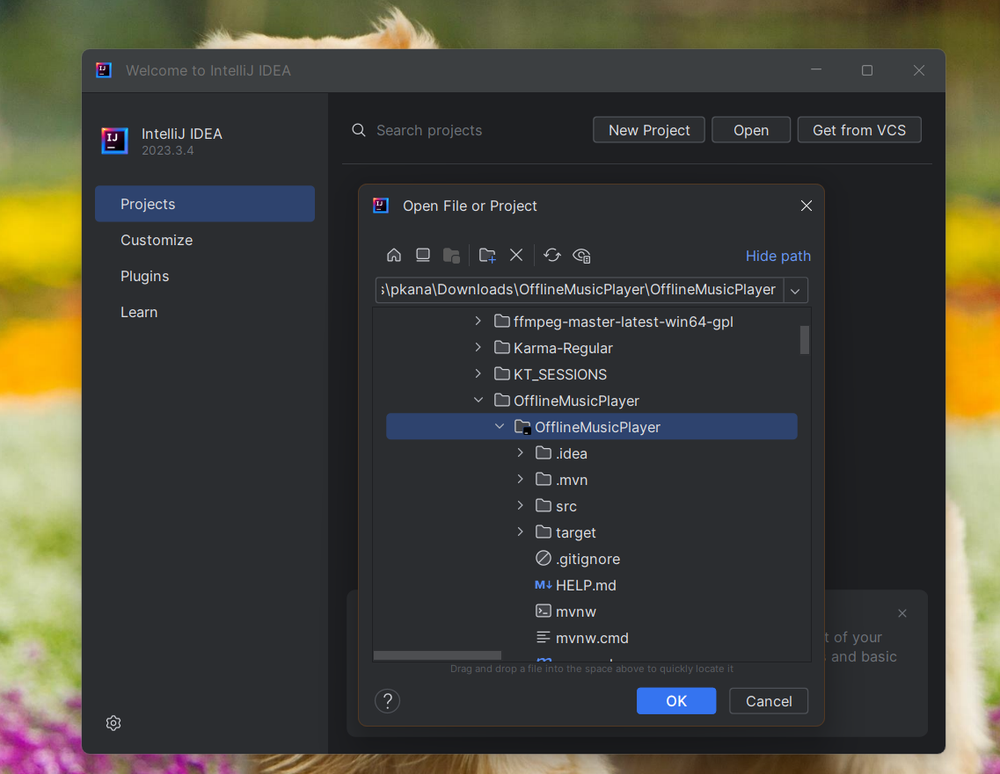 Welcome to IntelliJ IDEA
IntelliJ IDEA
2023.3.4
Projects
Customize
Plugins
Learn
Search projects
New Project
Open
Get from VCS
Open File or Project
Hide path
\pkana\Downloads\OfflineMusicPlayer\OfflineMusicPlayer
ffmpeg-master-latest-win64-gpl
Karma-Regular
KT_SESSIONS
OfflineMusicPlayer
OfflineMusicPlayer
.idea
.mvn
src
target
.gitignore
M↓ HELP.md
mvnw
mvnw.cmd
Drag and drop a file into the space above to quickly locate it
? OK Cancel
of your
and basic